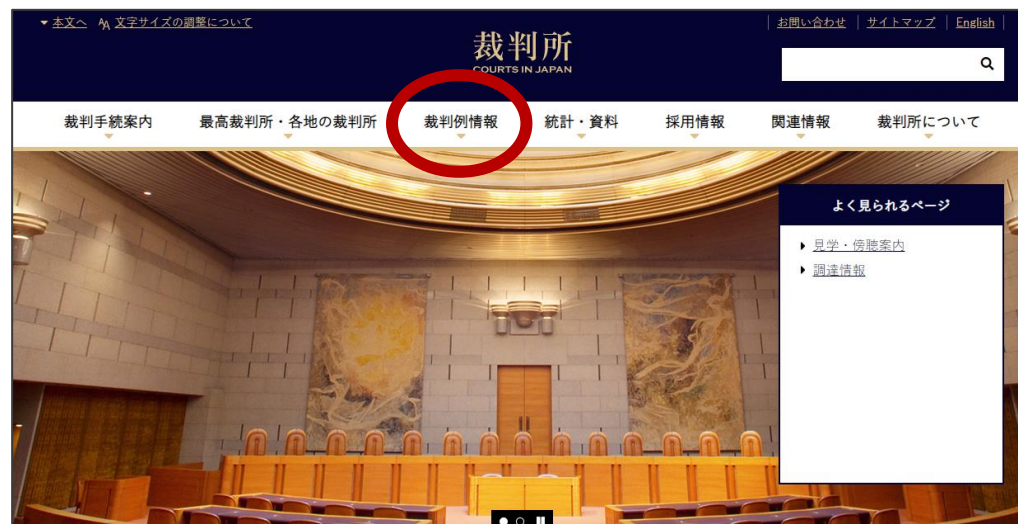 本文へ 文字サイズの調整について
お問い合わせ サイトマップ English
裁判所
COURTS IN JAPAN
裁判手続案内 最高裁判所・各地の裁判所 裁判例情報 統計・資料 採用情報 関連情報 裁判所について
よく見られるページ
見学・傍聴案内
調達情報